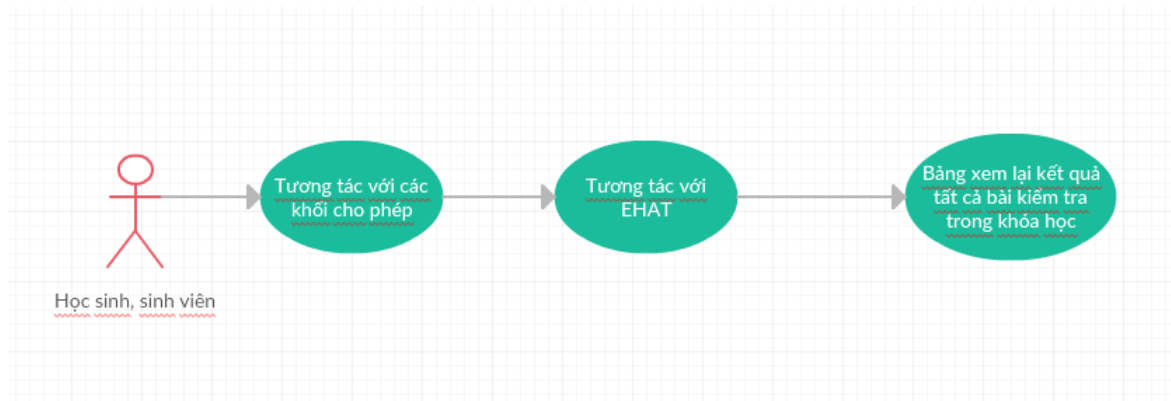 Tương tác với các
khối cho phép
Tương tác với
EHAT
Bảng xem lại kết quả
tất cả bài kiểm tra
trong khóa học
Học sinh, sinh viên